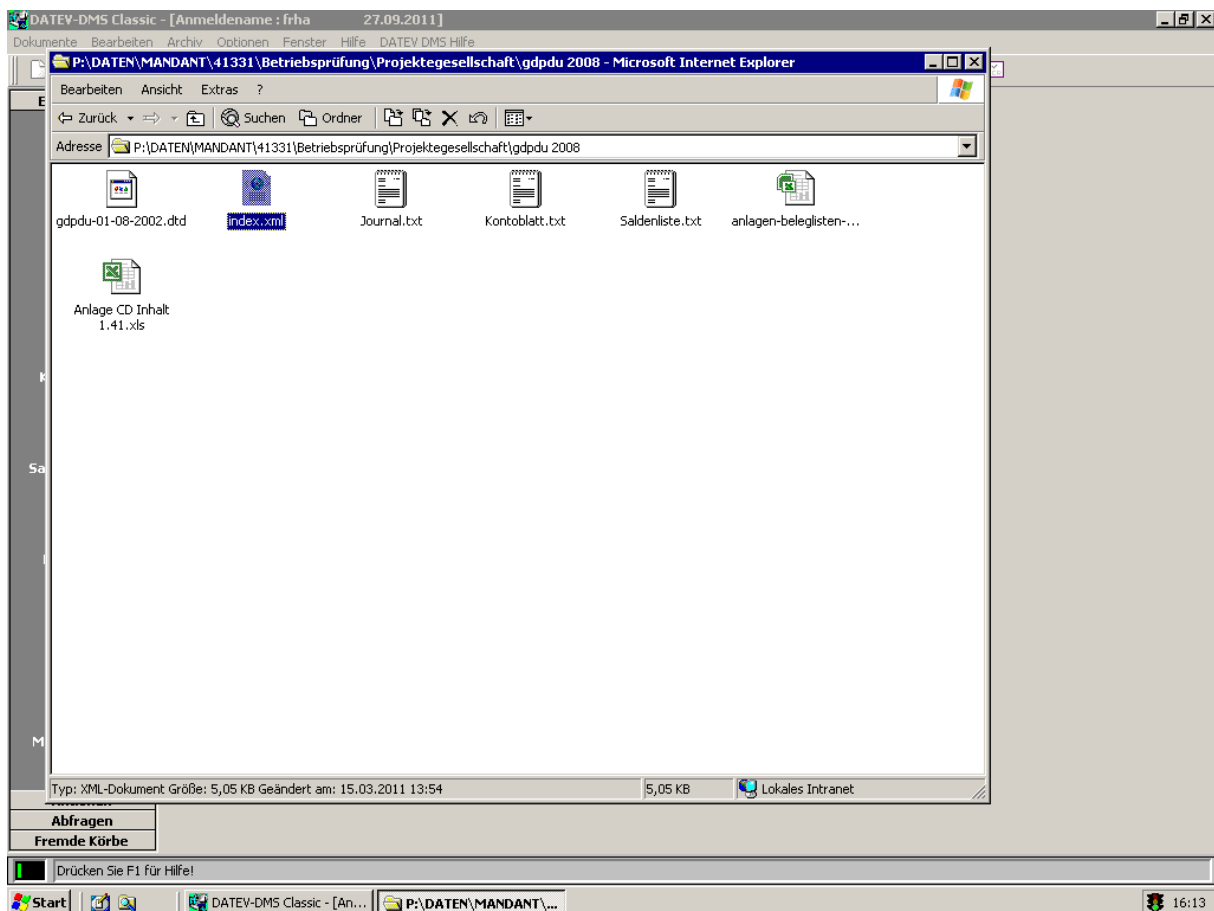 DATEV-DMS Classic - [Anmeldename : frha 27.09.2011]
Dokumente Bearbeiten Archiv Optionen Fenster Hilfe DATEV DMS Hilfe
P:\DATEN\MANDANT\41331\Betriebsprüfung\Projektegesellschaft\gdpdu 2008 - Microsoft Internet Explorer
Bearbeiten Ansicht Extras ?
Zurück Suchen Ordner
Adresse P:\DATEN\MANDANT\41331\Betriebsprüfung\Projektegesellschaft\gdpdu 2008
gdpdu-01-08-2002.dtd index.xml Journal.txt Kontoblatt.txt Saldenliste.txt anlagen-beleglisten-...
Anlage CD Inhalt
1.41.xls
Sa
M
Typ: XML-Dokument Größe: 5,05 KB Geändert am: 15.03.2011 13:54 5,05 KB Lokales Intranet
Abfragen
Fremde Körbe
Drücken Sie F1 für Hilfe!
Start DATEV-DMS Classic - [An... P:\DATEN\MANDANT\... 16:13